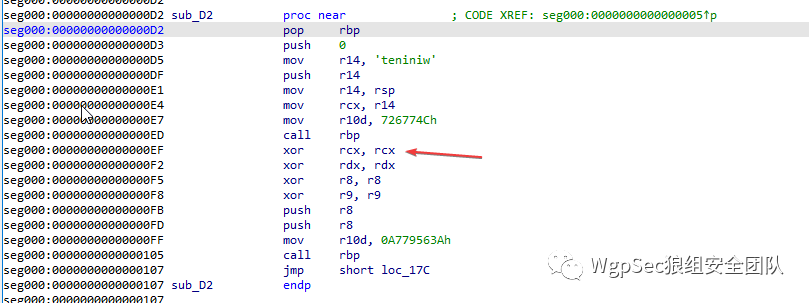 seg000:00000000000000D2
seg000:00000000000000D2 sub_D2 proc near ; CODE XREF: seg000:0000000000000005↑p
seg000:00000000000000D2 pop rbp
seg000:00000000000000D3 push 0
seg000:00000000000000D5 mov r14, 'teniniw'
seg000:00000000000000DF push r14
seg000:00000000000000E1 mov r14, rsp
seg000:00000000000000E4 mov rcx, r14
seg000:00000000000000E7 mov r10d, 726774Ch
seg000:00000000000000ED call rbp
seg000:00000000000000EF xor rcx, rcx
seg000:00000000000000F2 xor rdx, rdx
seg000:00000000000000F5 xor r8, r8
seg000:00000000000000F8 xor r9, r9
seg000:00000000000000FB push r8
seg000:00000000000000FD push r8
seg000:00000000000000FF mov r10d, 0A779563Ah
seg000:0000000000000105 call rbp
seg000:0000000000000107 jmp short loc_17C
seg000:0000000000000107 sub_D2 endp
seg000:0000000000000107
WgpSec狼组安全团队